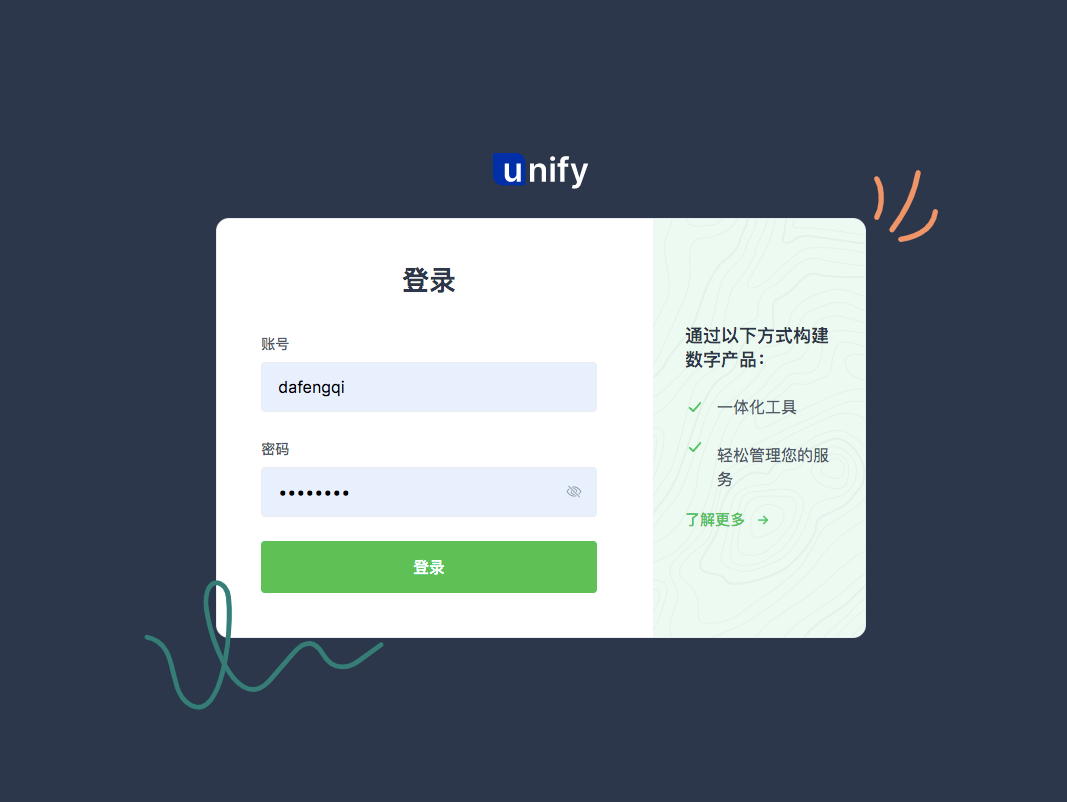 unify
登录
账号
dafengqi
密码
••••••••
登录
通过以下方式构建
数字产品：
一体化工具
轻松管理您的服
务
了解更多 →